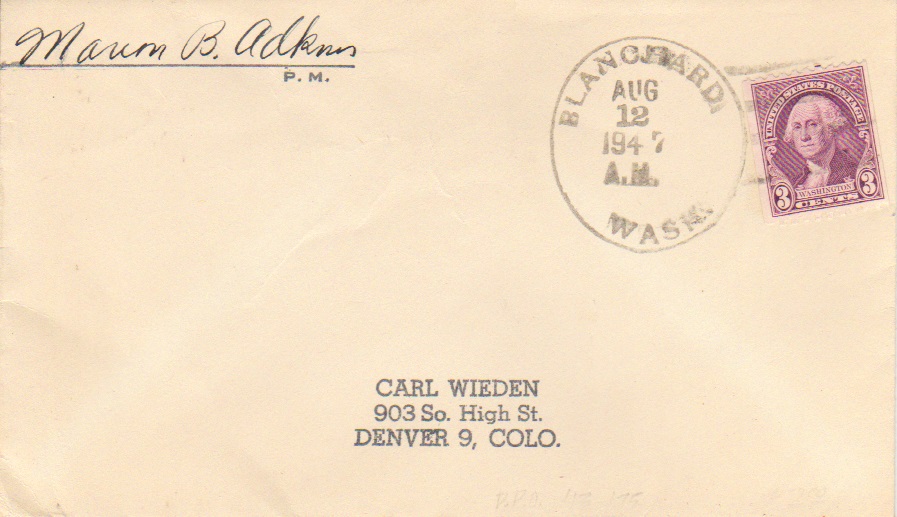 Marion B. Adkins
P. M.
BLANCHARD,
AUG
12
1947
A.M.
WASH.
UNITED STATES POSTAGE
WASHINGTON
3 CENTS 3
CARL WIEDEN
903 So. High St.
DENVER 9, COLO.